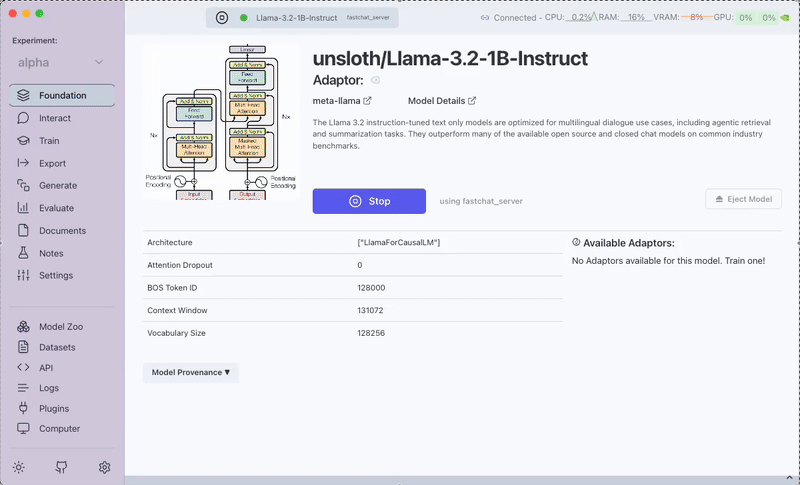 Llama-3.2-1B-Instruct fastchat_server
Connected - CPU: 0.2% RAM: 16% VRAM: 8% GPU: 0% 0%
Experiment:
alpha
Foundation
Interact
Train
Export
Generate
Evaluate
Documents
Notes
Settings
Model Zoo
Datasets
API
Logs
Plugins
Computer
Linear
Add & Norm
Feed
Forward
Add & Norm
Multi-Head
Attention
Add & Norm
Masked
Multi-Head
Attention
Nx
Add & Norm
Feed
Forward
Nx
Add & Norm
Multi-Head
Attention
Positional
Encoding
Positional
Encoding
Input
Output
unsloth/Llama-3.2-1B-Instruct
Adaptor:
meta-llama Model Details
The Llama 3.2 instruction-tuned text only models are optimized for multilingual dialogue use cases, including agentic retrieval
and summarization tasks. They outperform many of the available open source and closed chat models on common industry
benchmarks.
Stop using fastchat_server Eject Model
Architecture ["LlamaForCausalLM"]
Attention Dropout 0
BOS Token ID 128000
Context Window 131072
Vocabulary Size 128256
Available Adaptors:
No Adaptors available for this model. Train one!
Model Provenance ▼